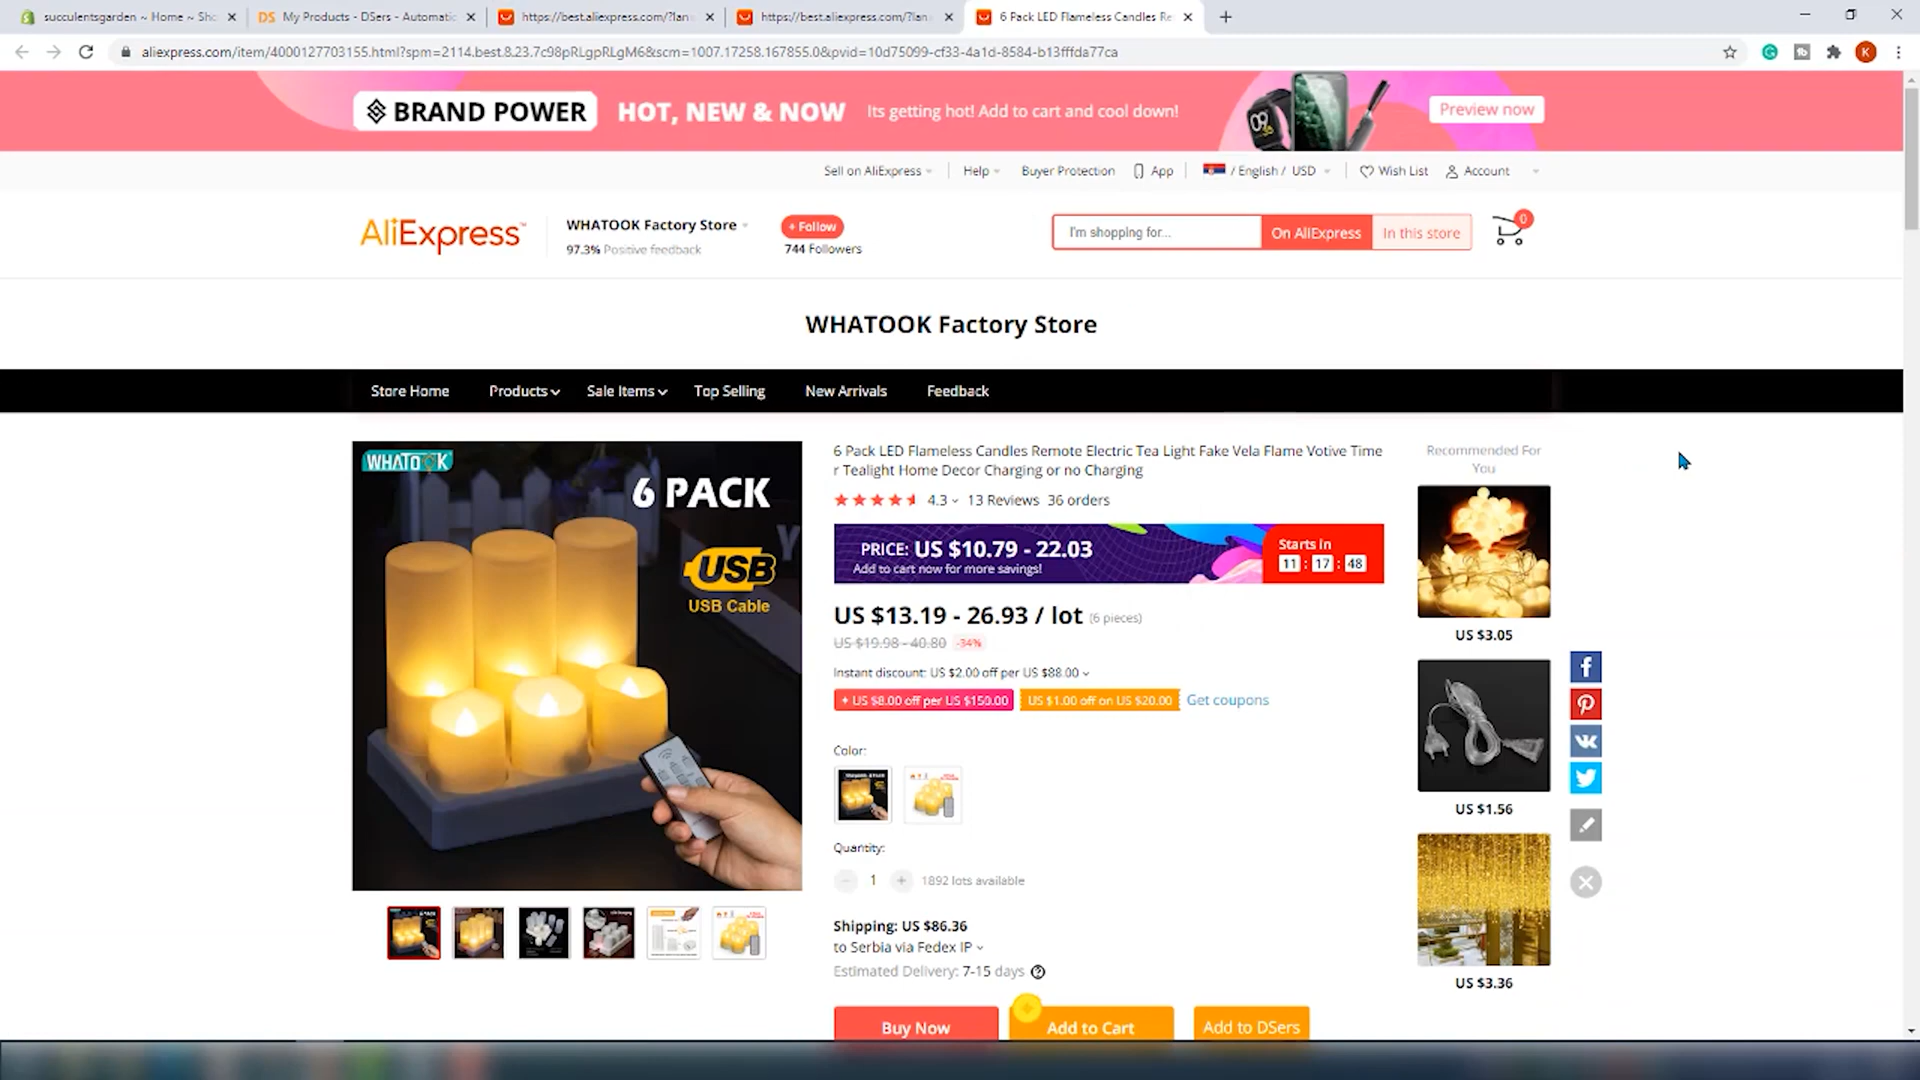 succulentsgarden ~ Home ~ Sho
DS My Products - DSers - Automatic
https://best.aliexpress.com/?lan
https://best.aliexpress.com/?lan
6 Pack LED Flameless Candles Re
aliexpress.com/item/4000127703155.html?spm=2114.best.8.23.7c98pRLgpRLgM6&scm=1007.17258.167855.0&pvid=10d75099-cf33-4a1d-8584-b13fffda77ca
K
BRAND POWER HOT, NEW & NOW Its getting hot! Add to cart and cool down! Preview now
Sell on AliExpress Help Buyer Protection App / English / USD Wish List Account
AliExpress
WHATOOK Factory Store
97.3% Positive feedback
+ Follow
744 Followers
I'm shopping for... On AliExpress In this store
0
WHATOOK Factory Store
Store Home Products Sale Items Top Selling New Arrivals Feedback
WHATOOK
6 PACK
USB
USB Cable
6 Pack LED Flameless Candles Remote Electric Tea Light Fake Vela Flame Votive Time
r Tealight Home Decor Charging or no Charging
4.3 13 Reviews 36 orders
PRICE: US $10.79 - 22.03
Add to cart now for more savings!
Starts in
11 : 17 : 48
US $13.19 - 26.93 / lot (6 pieces)
US $19.98 - 40.80 -34%
Instant discount: US $2.00 off per US $88.00
+ US $8.00 off per US $150.00 US $1.00 off on US $20.00 Get coupons
Color:
Quantity:
1 1892 lots available
Shipping: US $86.36
to Serbia via Fedex IP
Estimated Delivery: 7-15 days
Buy Now Add to Cart Add to DSers
Recommended For
You
US $3.05
US $1.56
US $3.36